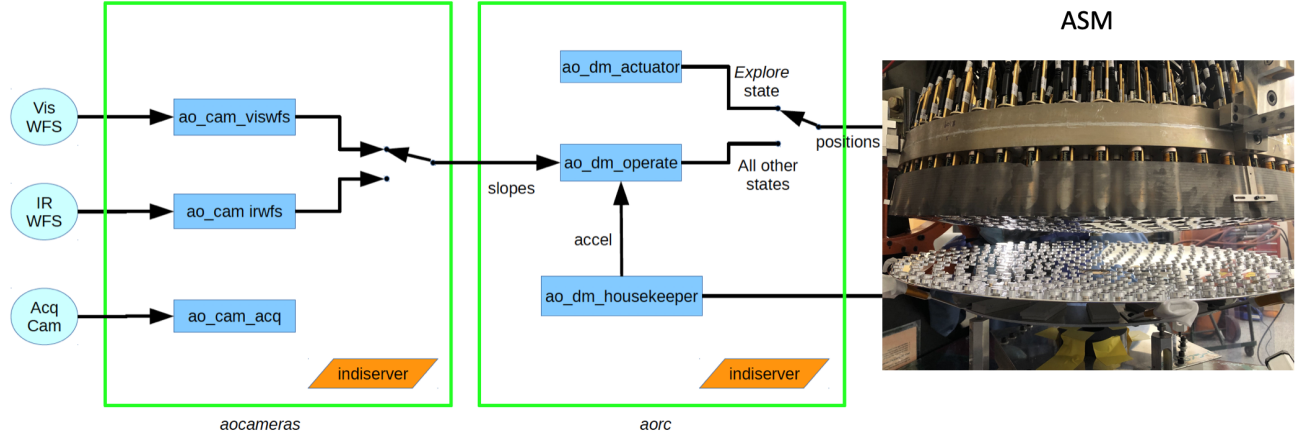 ASM
Vis
WFS
ao_cam_viswfs
IR
WFS
ao_cam irwfs
Acq
Cam
ao_cam_acq
indiserver
aocameras
slopes
ao_dm_actuator
Explore
state
ao_dm_operate
All other
states
positions
accel
ao_dm_housekeeper
indiserver
aorc